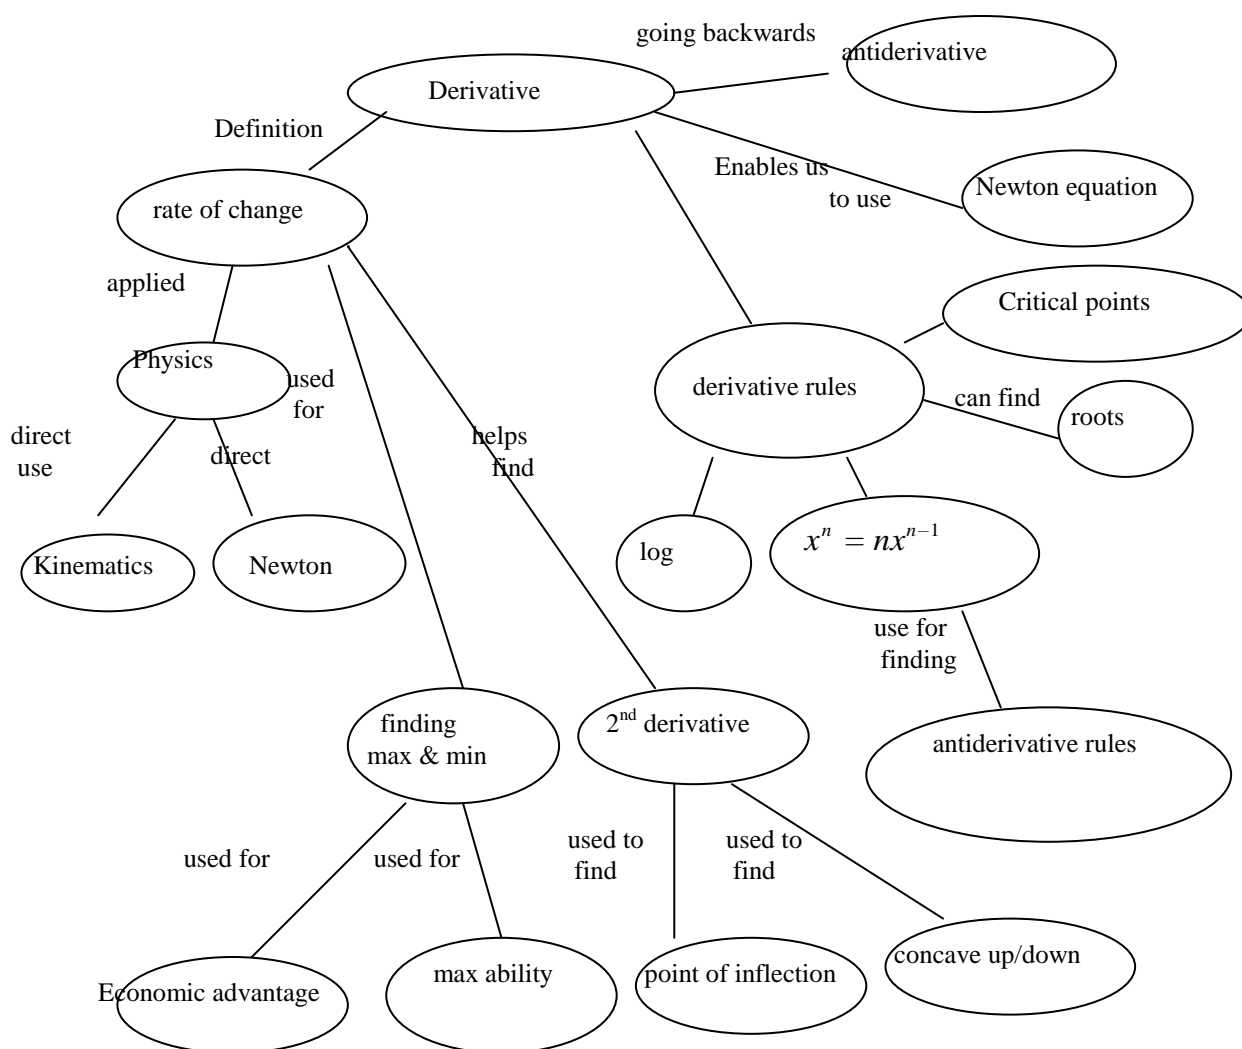 going backwards
antiderivative
Derivative
Definition
Enables us
to use
Newton equation
rate of change
applied
Critical points
Physics
used
for
derivative rules
can find
roots
direct
use
direct
helps
find
Kinematics
Newton
log
xⁿ = nxⁿ⁻¹
use for
finding
finding
max & min
2ⁿᵈ derivative
antiderivative rules
used for
used for
used to
find
used to
find
Economic advantage
max ability
point of inflection
concave up/down